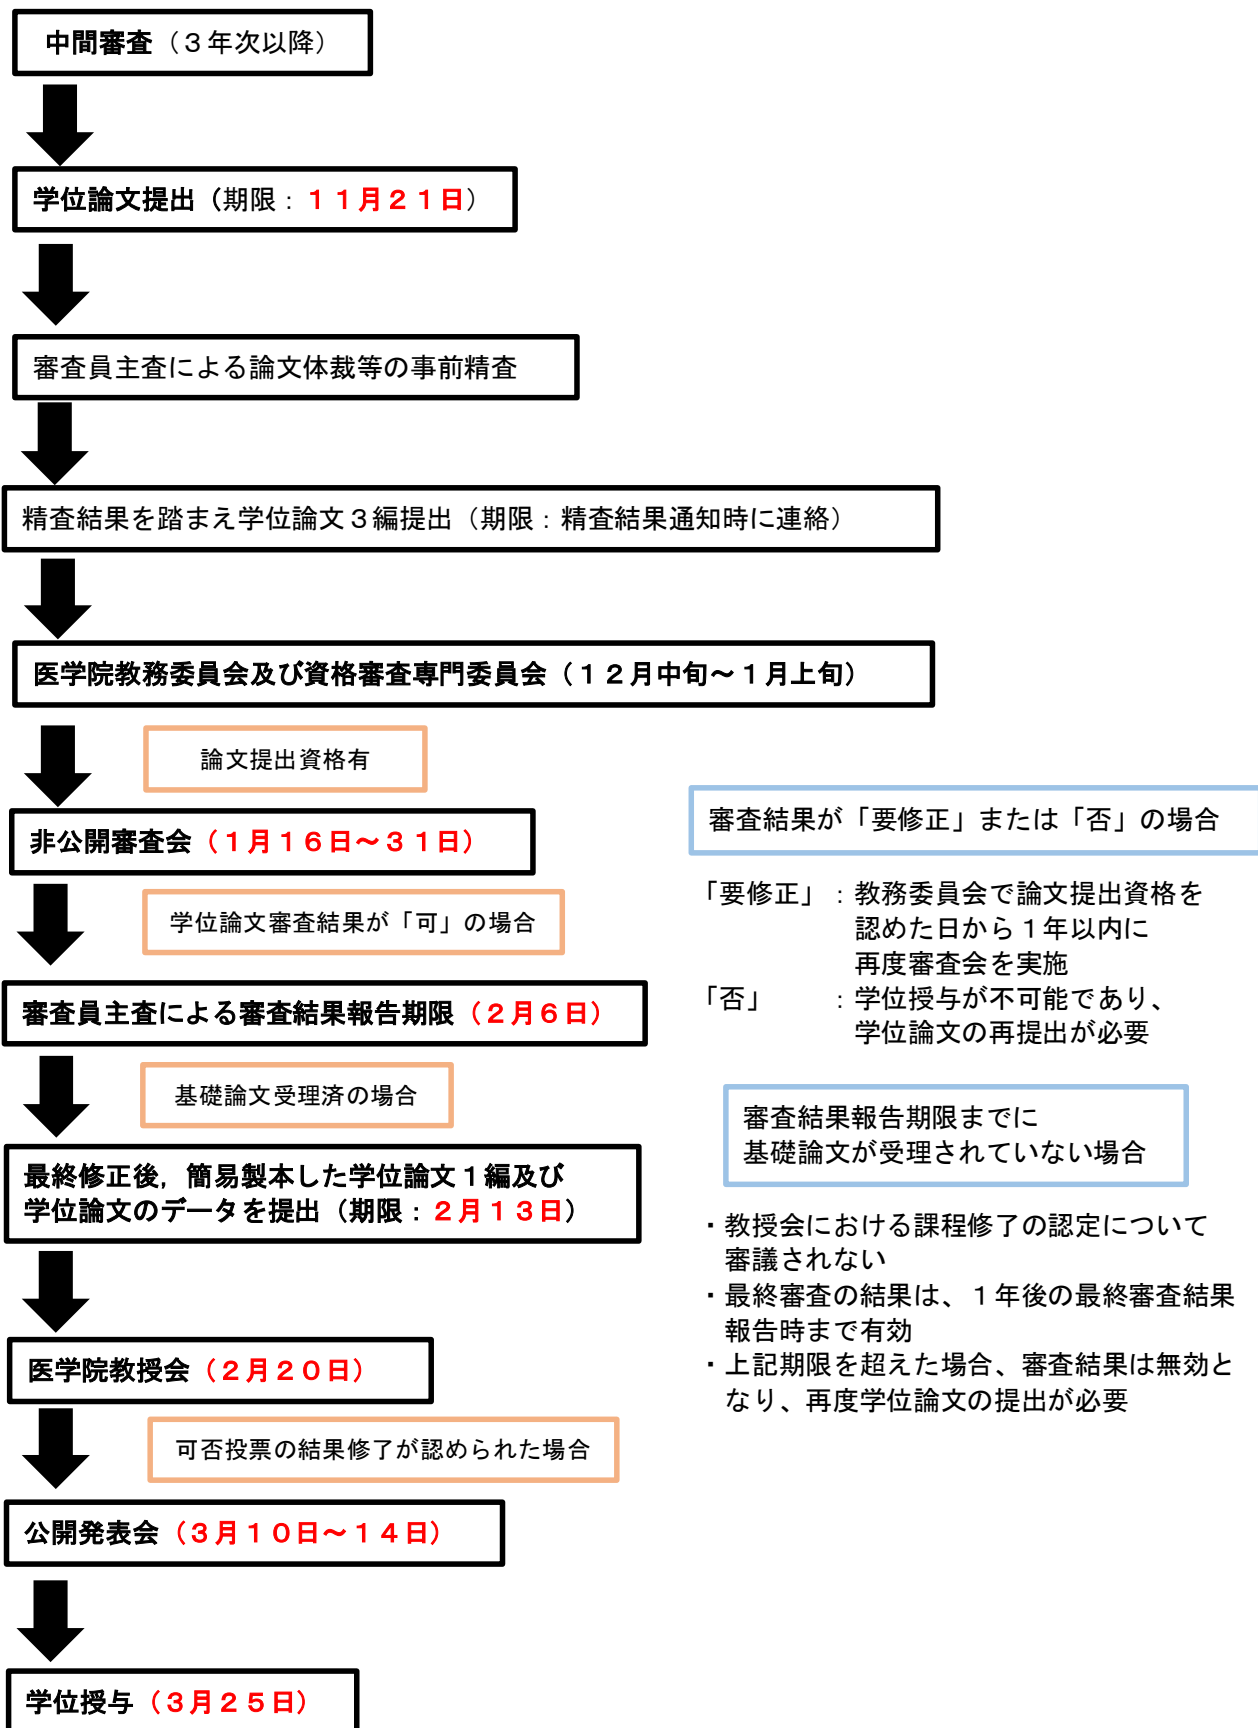 中間審査（３年次以降）
学位論文提出（期限：１１月２１日）
審査員主査による論文体裁等の事前精査
精査結果を踏まえ学位論文３編提出（期限：精査結果通知時に連絡）
医学院教務委員会及び資格審査専門委員会（１２月中旬～１月上旬）
論文提出資格有
非公開審査会（１月１６日～３１日）
学位論文審査結果が「可」の場合
審査員主査による審査結果報告期限（２月６日）
基礎論文受理済の場合
最終修正後，簡易製本した学位論文１編及び
学位論文のデータを提出（期限：２月１３日）
医学院教授会（２月２０日）
可否投票の結果修了が認められた場合
公開発表会（３月１０日～１４日）
学位授与（３月２５日）
審査結果が「要修正」または「否」の場合
「要修正」：教務委員会で論文提出資格を
認めた日から１年以内に
再度審査会を実施
「否」　　：学位授与が不可能であり、
学位論文の再提出が必要
審査結果報告期限までに
基礎論文が受理されていない場合
・教授会における課程修了の認定について
審議されない
・最終審査の結果は、１年後の最終審査結果
報告時まで有効
・上記期限を超えた場合、審査結果は無効と
なり、再度学位論文の提出が必要